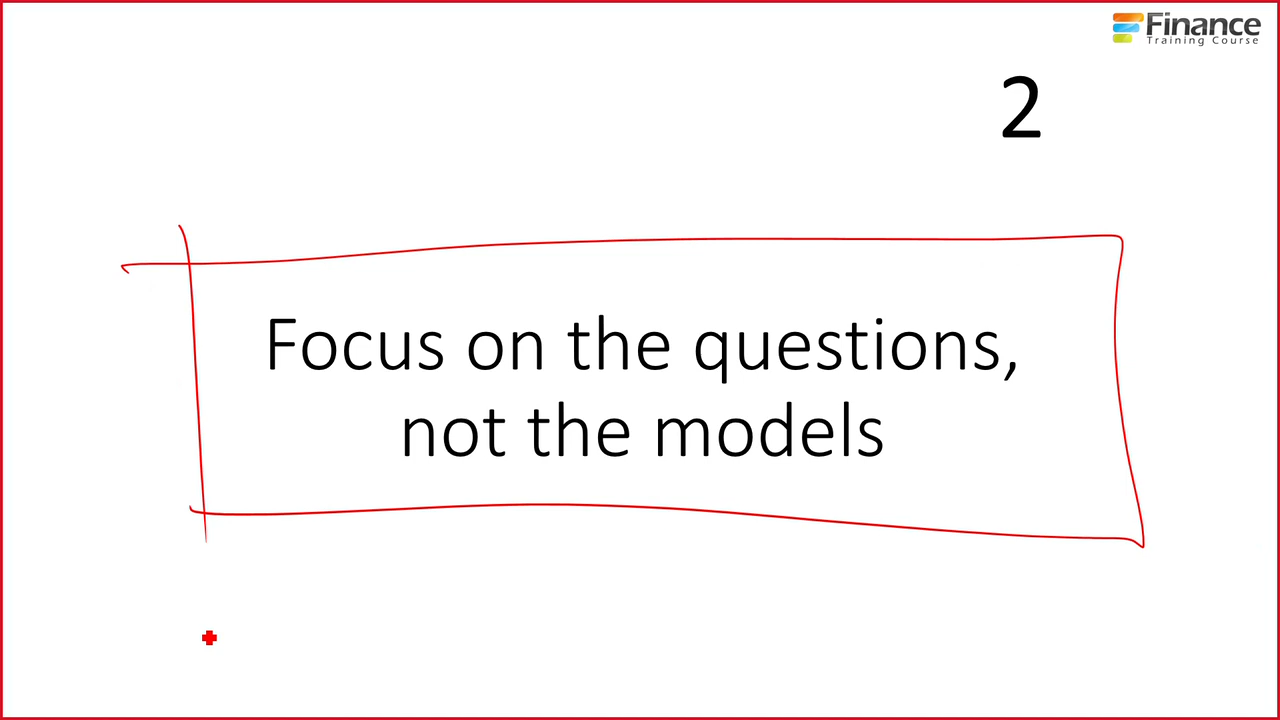 Finance
Training Course
2
Focus on the questions,
not the models